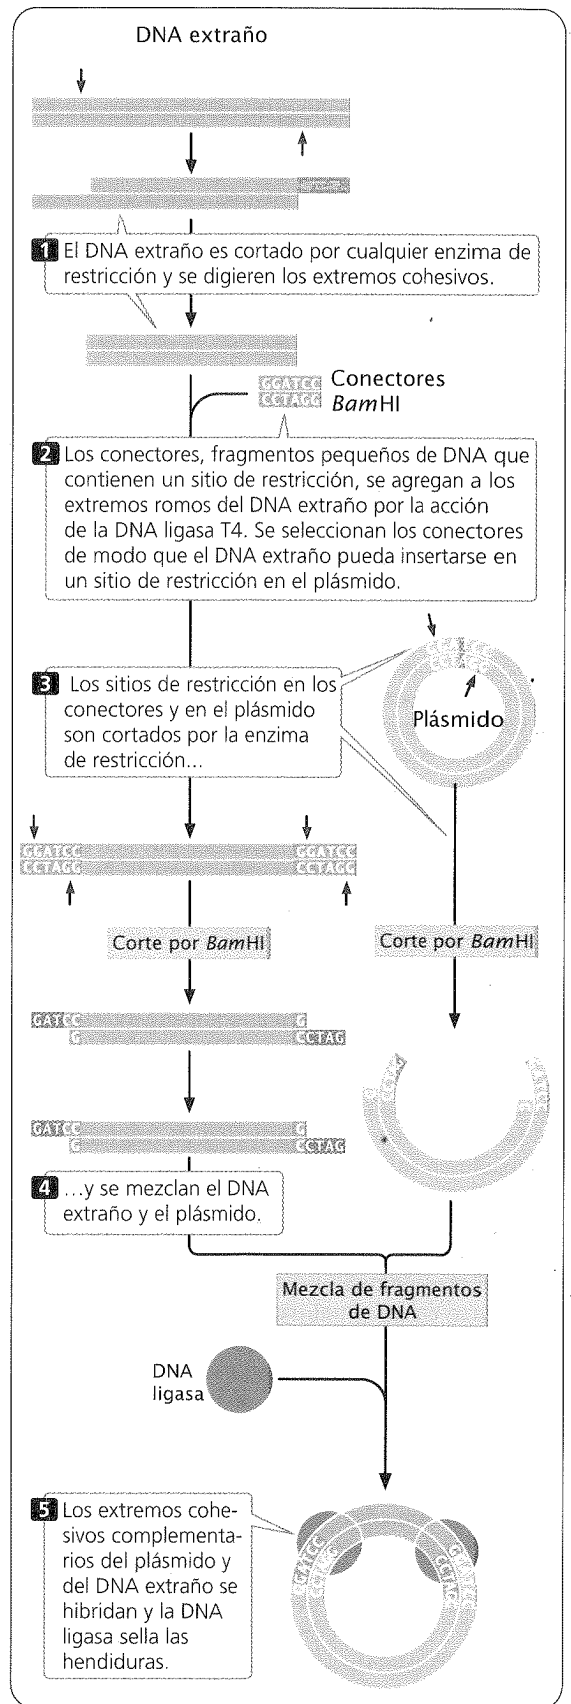 DNA extraño
1 El DNA extraño es cortado por cualquier enzima de
restricción y se digieren los extremos cohesivos.
GGATCC
CCTAGG
Conectores
BamHI
2 Los conectores, fragmentos pequeños de DNA que
contienen un sitio de restricción, se agregan a los
extremos romos del DNA extraño por la acción
de la DNA ligasa T4. Se seleccionan los conectores
de modo que el DNA extraño pueda insertarse en
un sitio de restricción en el plásmido.
3 Los sitios de restricción en los
conectores y en el plásmido
son cortados por la enzima
de restricción...
Plásmido
GGATCC GGATCC
CCTAGG CCTAGG
Corte por BamHI
Corte por BamHI
GATCC G
G CCTAG
GATCC G
G CCTAG
4 ...y se mezclan el DNA
extraño y el plásmido.
Mezcla de fragmentos
de DNA
DNA
ligasa
5 Los extremos cohe-
sivos complementa-
rios del plásmido y
del DNA extraño se
hibridan y la DNA
ligasa sella las
hendiduras.